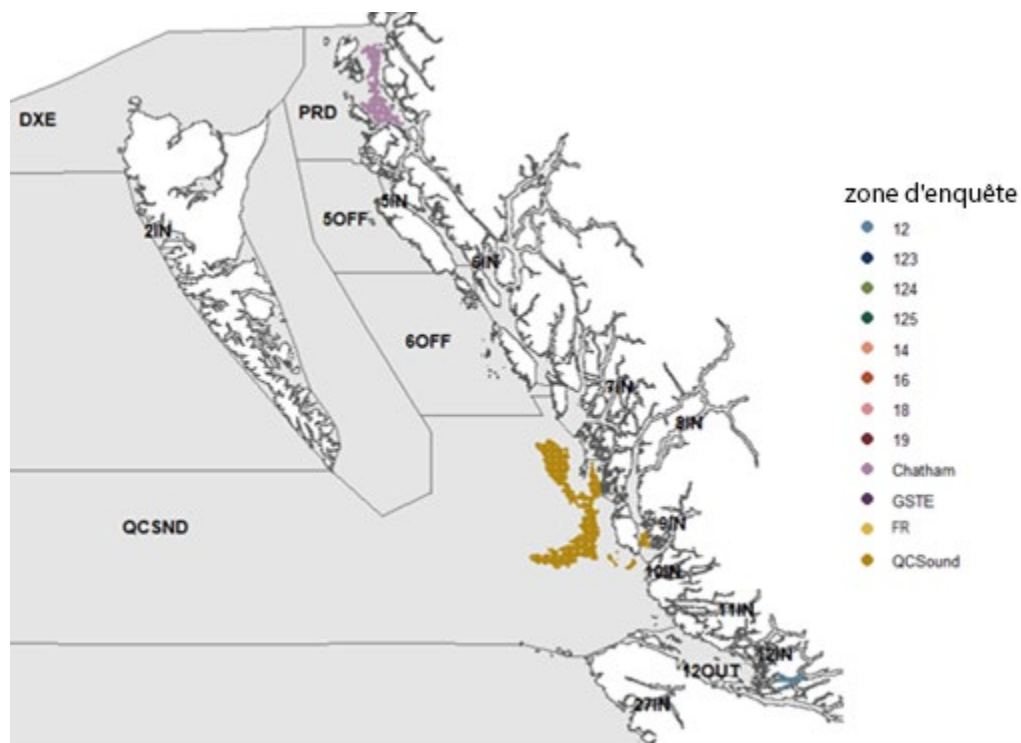 DXE
PRD
2IN
5OFF
5IN
6IN
6OFF
7IN
8IN
QCSND
9IN
10IN
11IN
12IN
12OUT
27IN
zone d'enquête
12
123
124
125
14
16
18
19
Chatham
GSTE
FR
QCSound